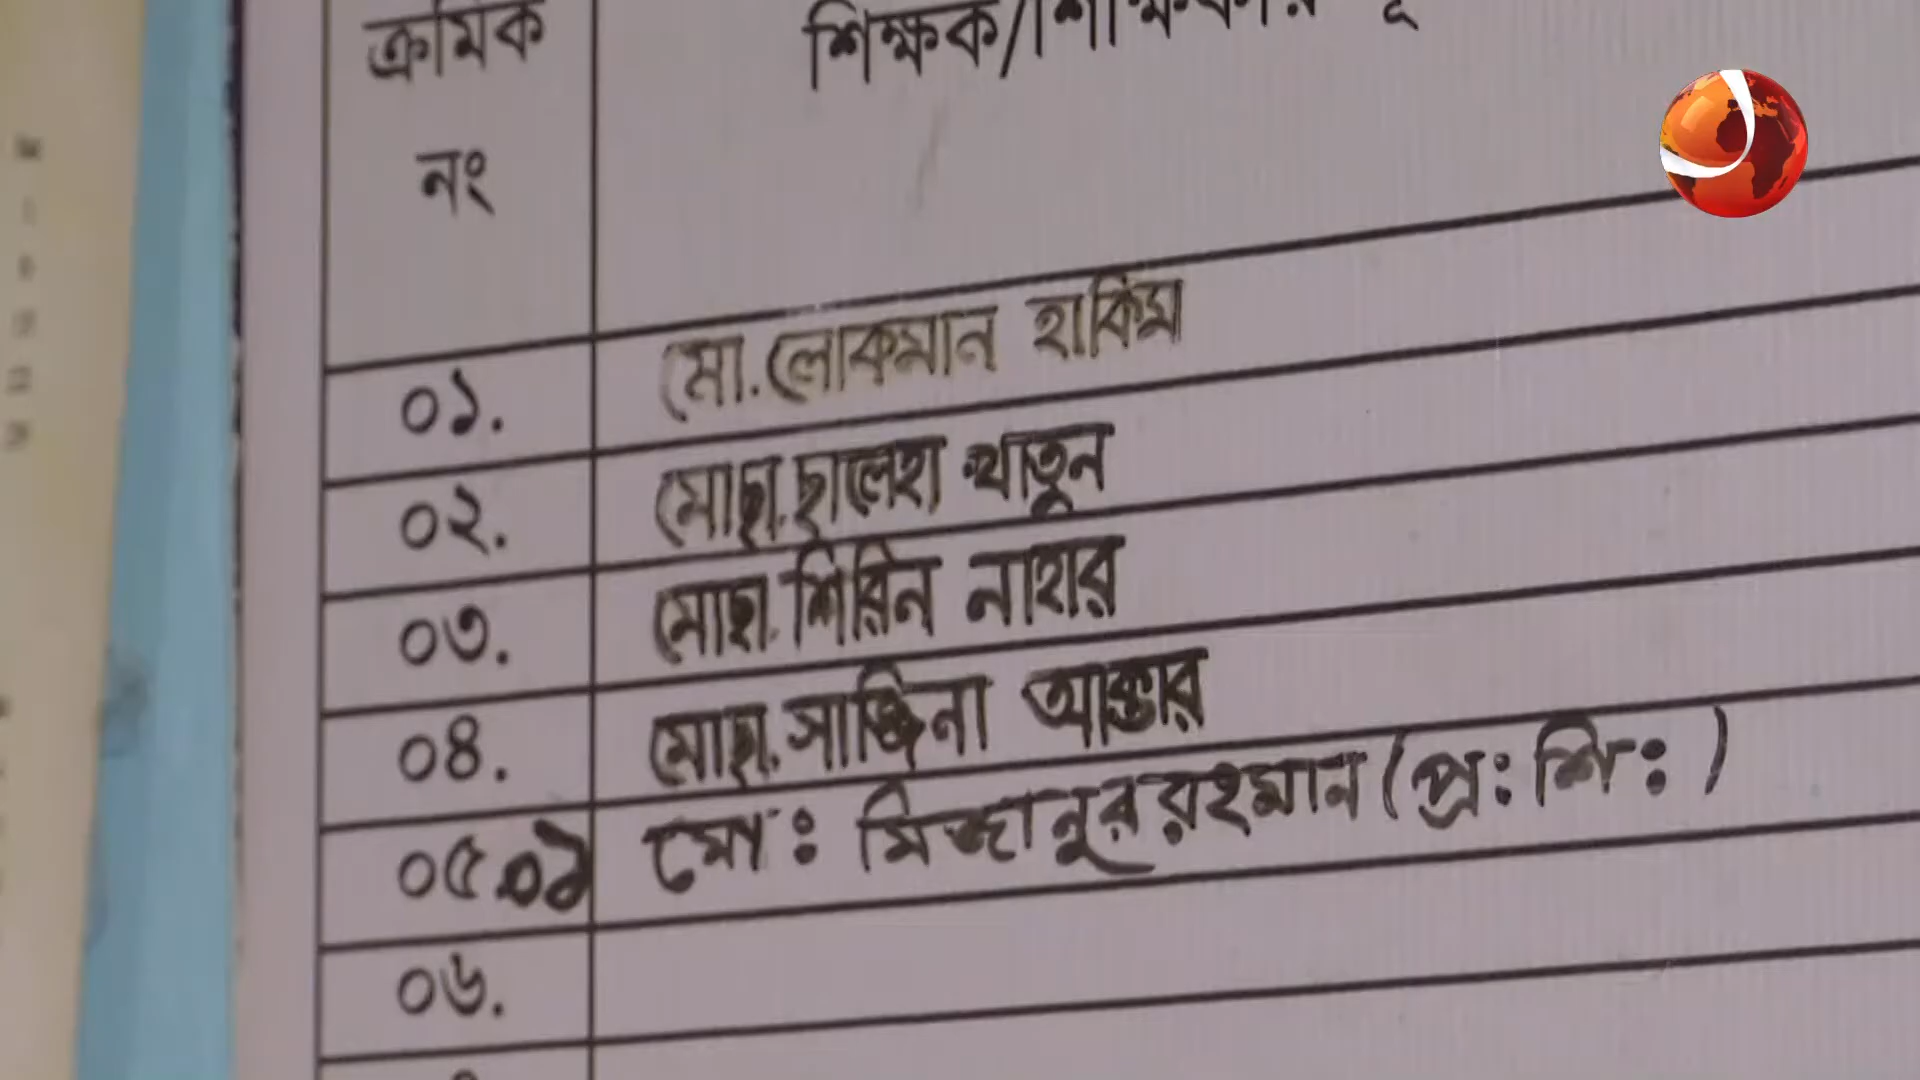 ক্রমিক নং
শিক্ষক/শিক্ষিকার
০১. মো. লোকমান হাকিম
০২. মোছা. ছালেহা খাতুন
০৩. মোছা. শিরিন নাহার
০৪. মোছা. সাজিনা আক্তার
০৫. ০১ মো: মিজানুর রহমান (প্র: শি: )
০৬.